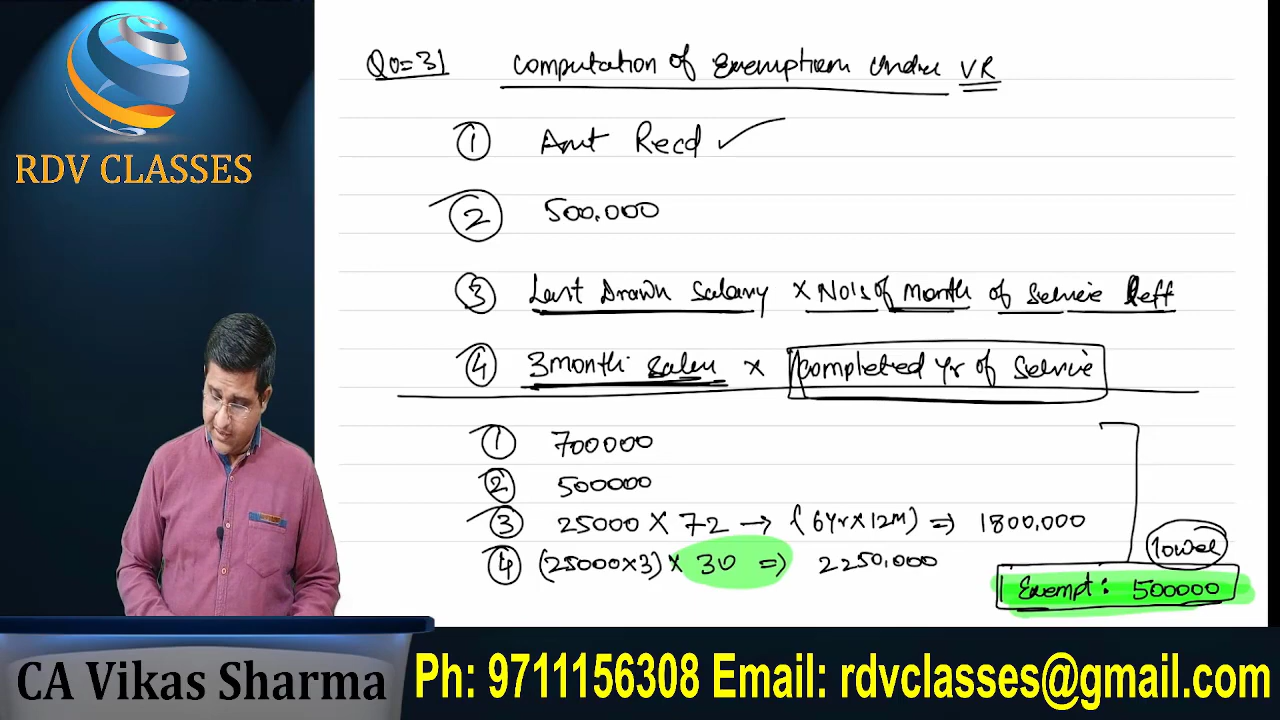 RDV CLASSES
Qo=31 Computation of Exemption Under VR
① Amt Recd ✓
② 500,000
③ Last Drawn Salary × No's of Month of Service Left
④ 3 month Salary × Completed Yr of Service
① 700000
② 500000
③ 25000 × 72 → (6Yr×12M) => 1800,000
④ (25000×3) × 30 => 2250,000
lower
Exempt: 500000
CA Vikas Sharma
Ph: 9711156308 Email: rdvclasses@gmail.com